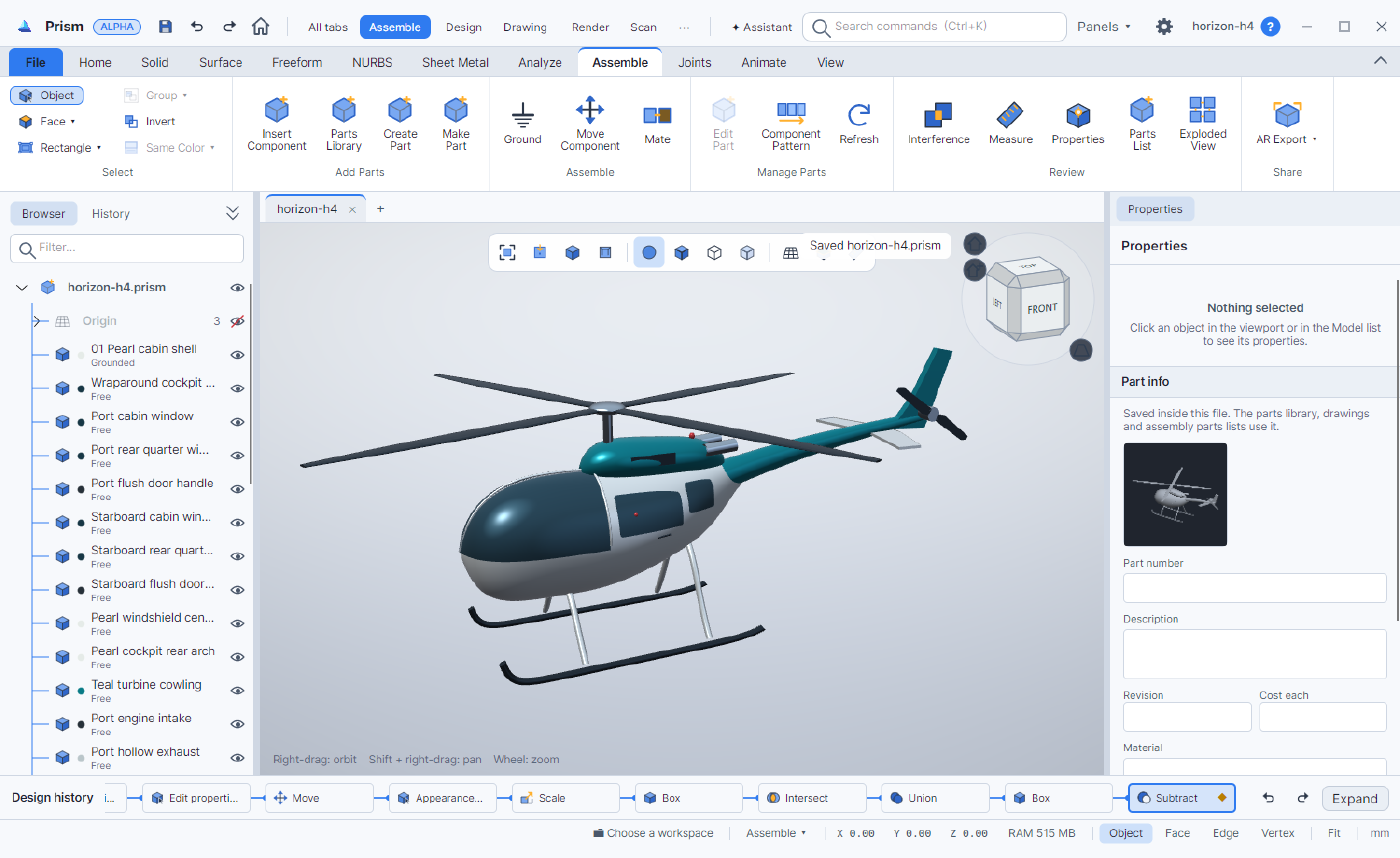 Prism ALPHA All tabs Assemble Design Drawing Render Scan ··· Assistant Search commands (Ctrl+K) Panels horizon-h4 ?
File Home Solid Surface Freeform NURBS Sheet Metal Analyze Assemble Joints Animate View
Object Group
Face Invert
Rectangle Same Color
Select
Insert Component
Parts Library
Create Part
Make Part
Add Parts
Ground
Move Component
Mate
Assemble
Edit Part
Component Pattern
Refresh
Manage Parts
Interference
Measure
Properties
Parts List
Exploded View
Review
AR Export
Share
Browser History
Filter...
horizon-h4.prism
Origin 3
01 Pearl cabin shell
Grounded
Wraparound cockpit ...
Free
Port cabin window
Free
Port rear quarter wi...
Free
Port flush door handle
Free
Starboard cabin win...
Free
Starboard rear quart...
Free
Starboard flush door...
Free
Pearl windshield cen...
Free
Pearl cockpit rear arch
Free
Teal turbine cowling
Free
Port engine intake
Free
Port hollow exhaust
Free
horizon-h4 × +
Saved horizon-h4.prism
TOP
FRONT
Right-drag: orbit Shift + right-drag: pan Wheel: zoom
Properties
Properties
Nothing selected
Click an object in the viewport or in the Model list
to see its properties.
Part info
Saved inside this file. The parts library, drawings
and assembly parts lists use it.
Part number
Description
Revision Cost each
Material
Design history i... Edit properti... Move Appearance... Scale Box Intersect Union Box Subtract Expand
Choose a workspace Assemble X 0.00 Y 0.00 Z 0.00 RAM 515 MB Object Face Edge Vertex Fit mm